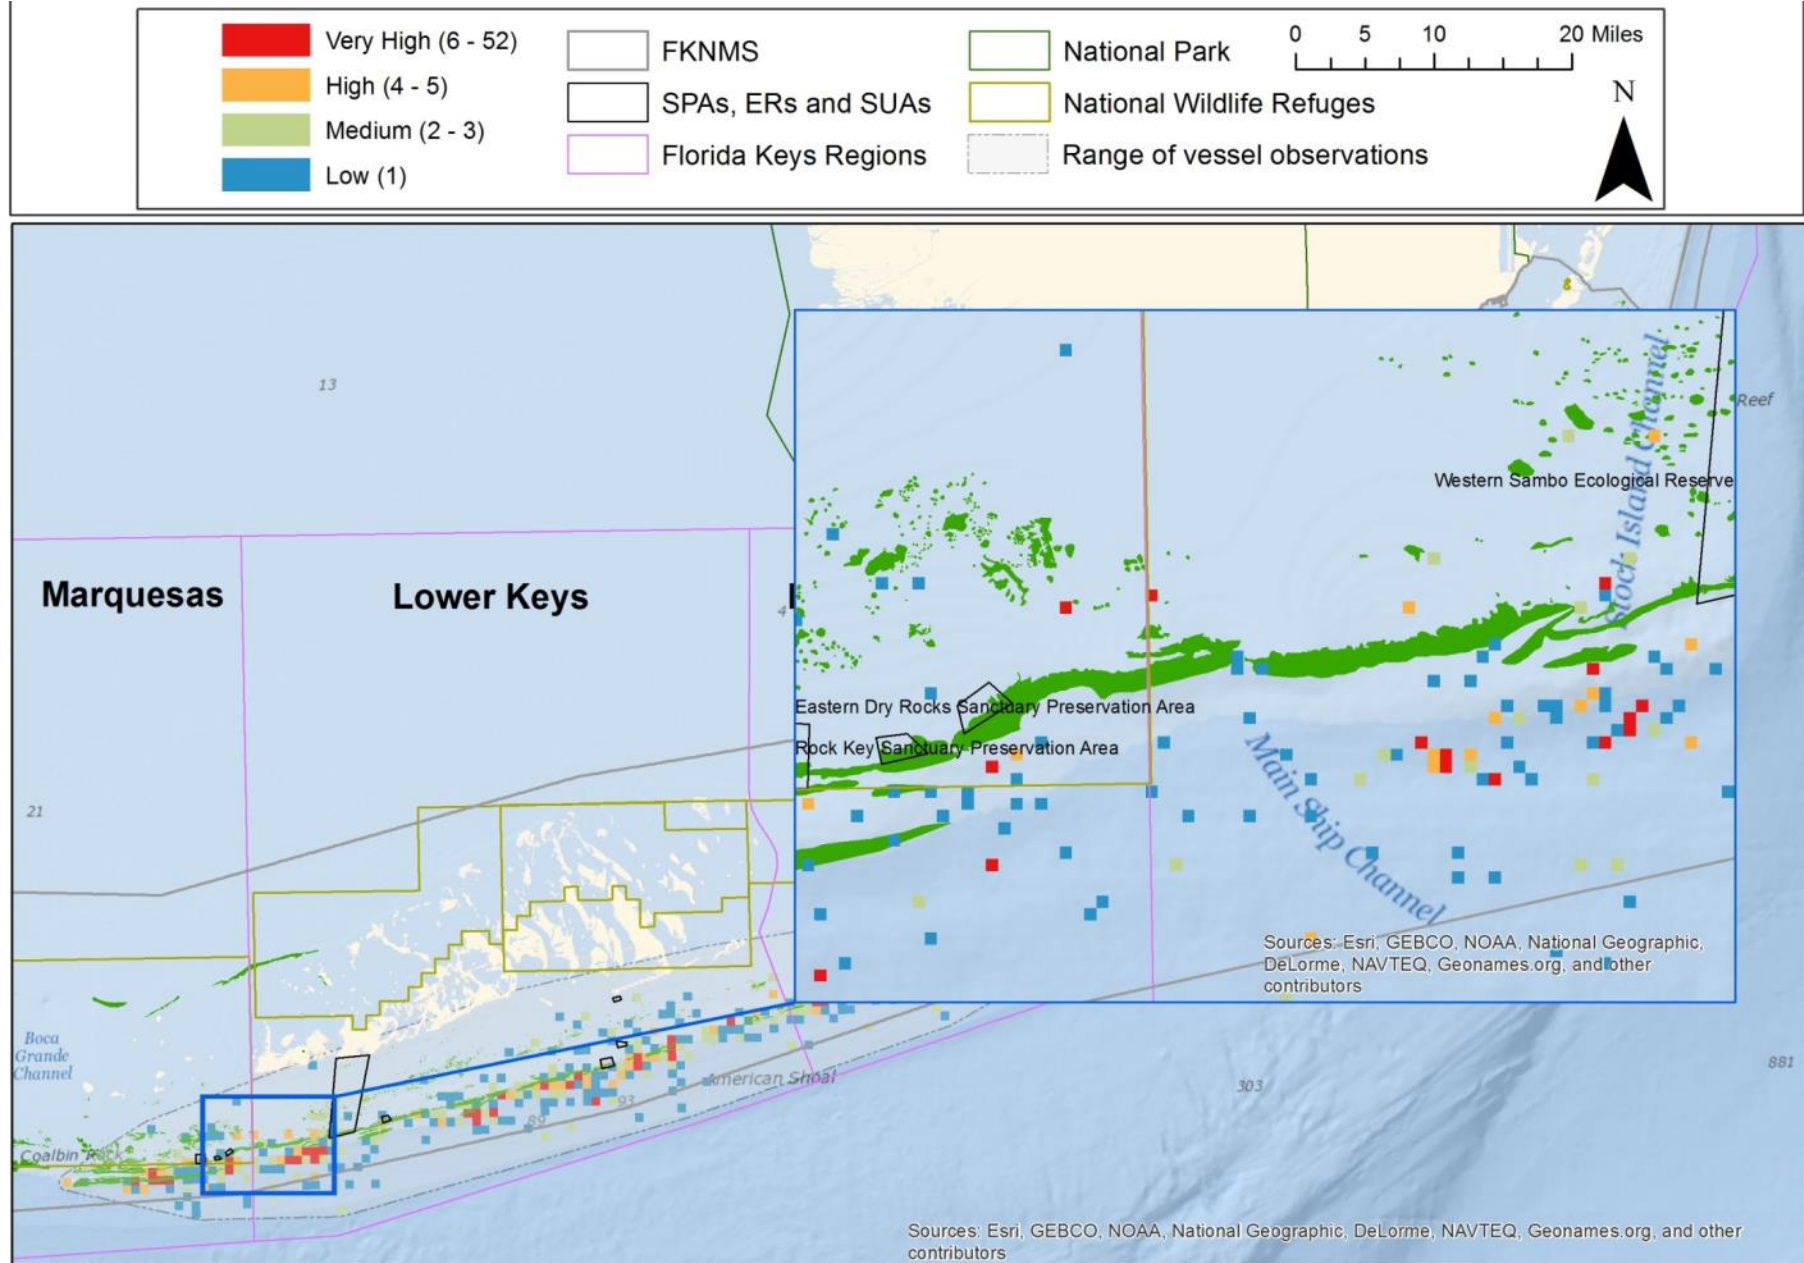 Very High (6 - 52)
High (4 - 5)
Medium (2 - 3)
Low (1)
FKNMS
SPAs, ERs and SUAs
Florida Keys Regions
National Park
National Wildlife Refuges
Range of vessel observations
0 5 10 20 Miles
N
13
Reef
Stock Island Channel
Western Sambo Ecological Reserve
Marquesas
Lower Keys
4
Eastern Dry Rocks Sanctuary Preservation Area
Rock Key Sanctuary Preservation Area
Main Ship Channel
21
Sources: Esri, GEBCO, NOAA, National Geographic,
DeLorme, NAVTEQ, Geonames.org, and other
contributors
Boca
Grande
Channel
American Shoal
93
89
303
881
Coalbin Rock
Sources: Esri, GEBCO, NOAA, National Geographic, DeLorme, NAVTEQ, Geonames.org, and other
contributors